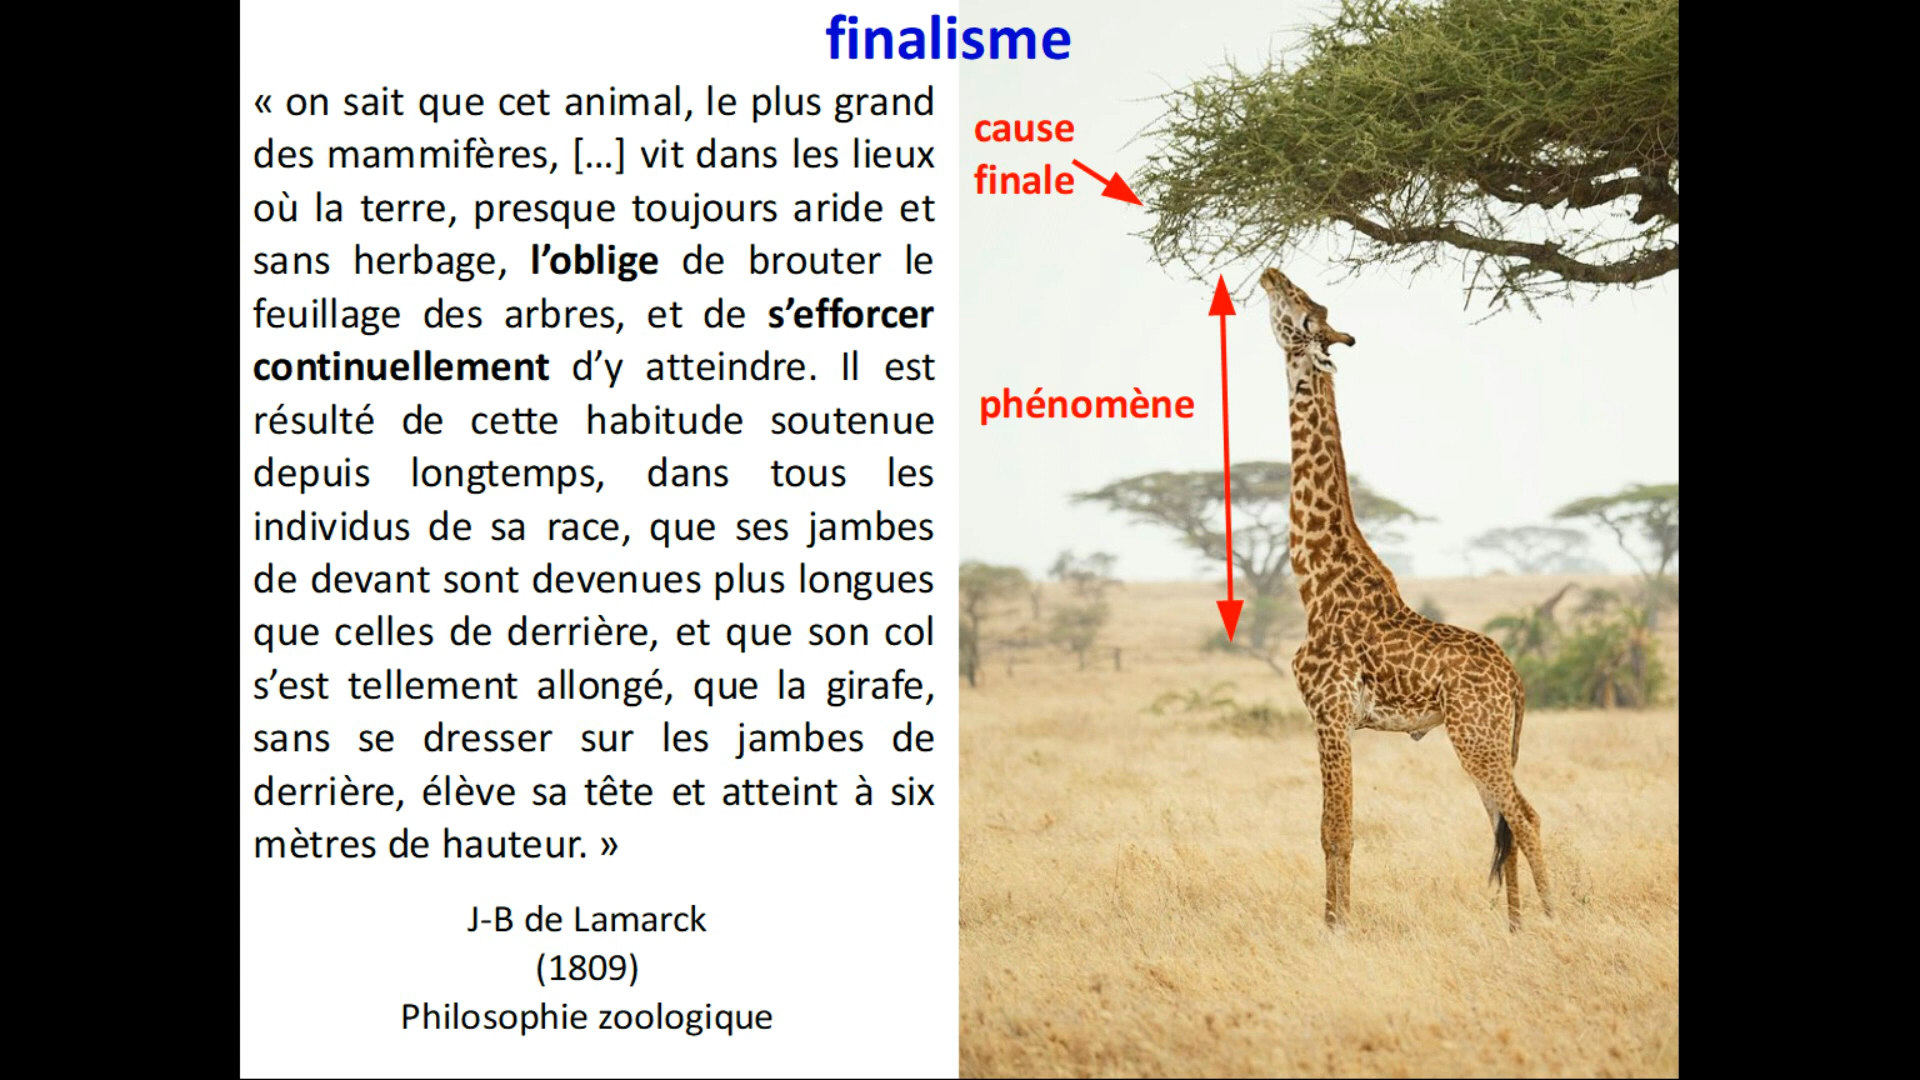 finalisme
« on sait que cet animal, le plus grand
des mammifères, [...] vit dans les lieux
où la terre, presque toujours aride et
sans herbage, l’oblige de brouter le
feuillage des arbres, et de s’efforcer
continuellement d’y atteindre. Il est
résulté de cette habitude soutenue
depuis longtemps, dans tous les
individus de sa race, que ses jambes
de devant sont devenues plus longues
que celles de derrière, et que son col
s’est tellement allongé, que la girafe,
sans se dresser sur les jambes de
derrière, élève sa tête et atteint à six
mètres de hauteur. »
J-B de Lamarck
(1809)
Philosophie zoologique
cause
finale
phénomène